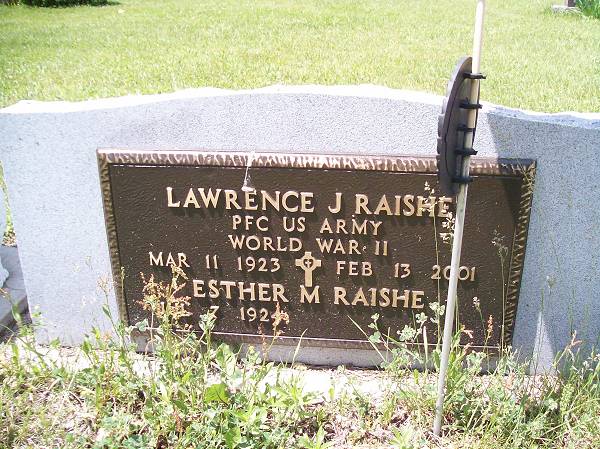 LAWRENCE J RAISHE
PFC US ARMY
WORLD WAR II
MAR 11 1923 FEB 13 2001
ESTHER M RAISHE